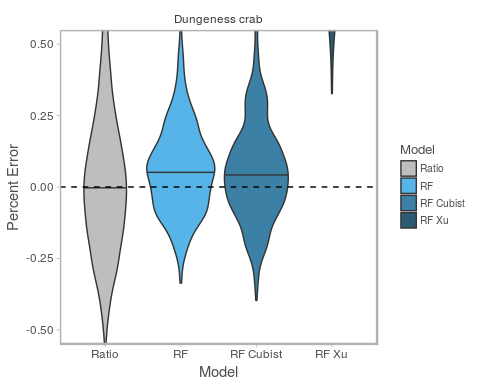 Dungeness crab
0.50
0.25
0.00
-0.25
-0.50
Percent Error
Ratio
RF
RF Cubist
RF Xu
Model
Model
Ratio
RF
RF Cubist
RF Xu